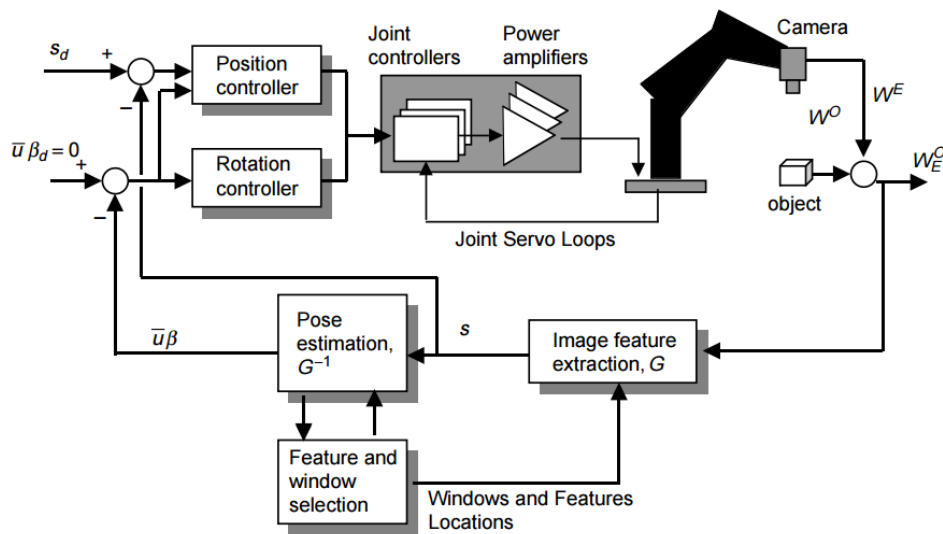 s_d
+
−
Position
controller
u̅ β_d = 0
+
−
Rotation
controller
Joint
controllers
Power
amplifiers
Camera
W^O
W^E
W_E^O
object
Joint Servo Loops
u̅β
Pose
estimation,
G^-1
s
Image feature
extraction, G
Feature and
window
selection
Windows and Features
Locations